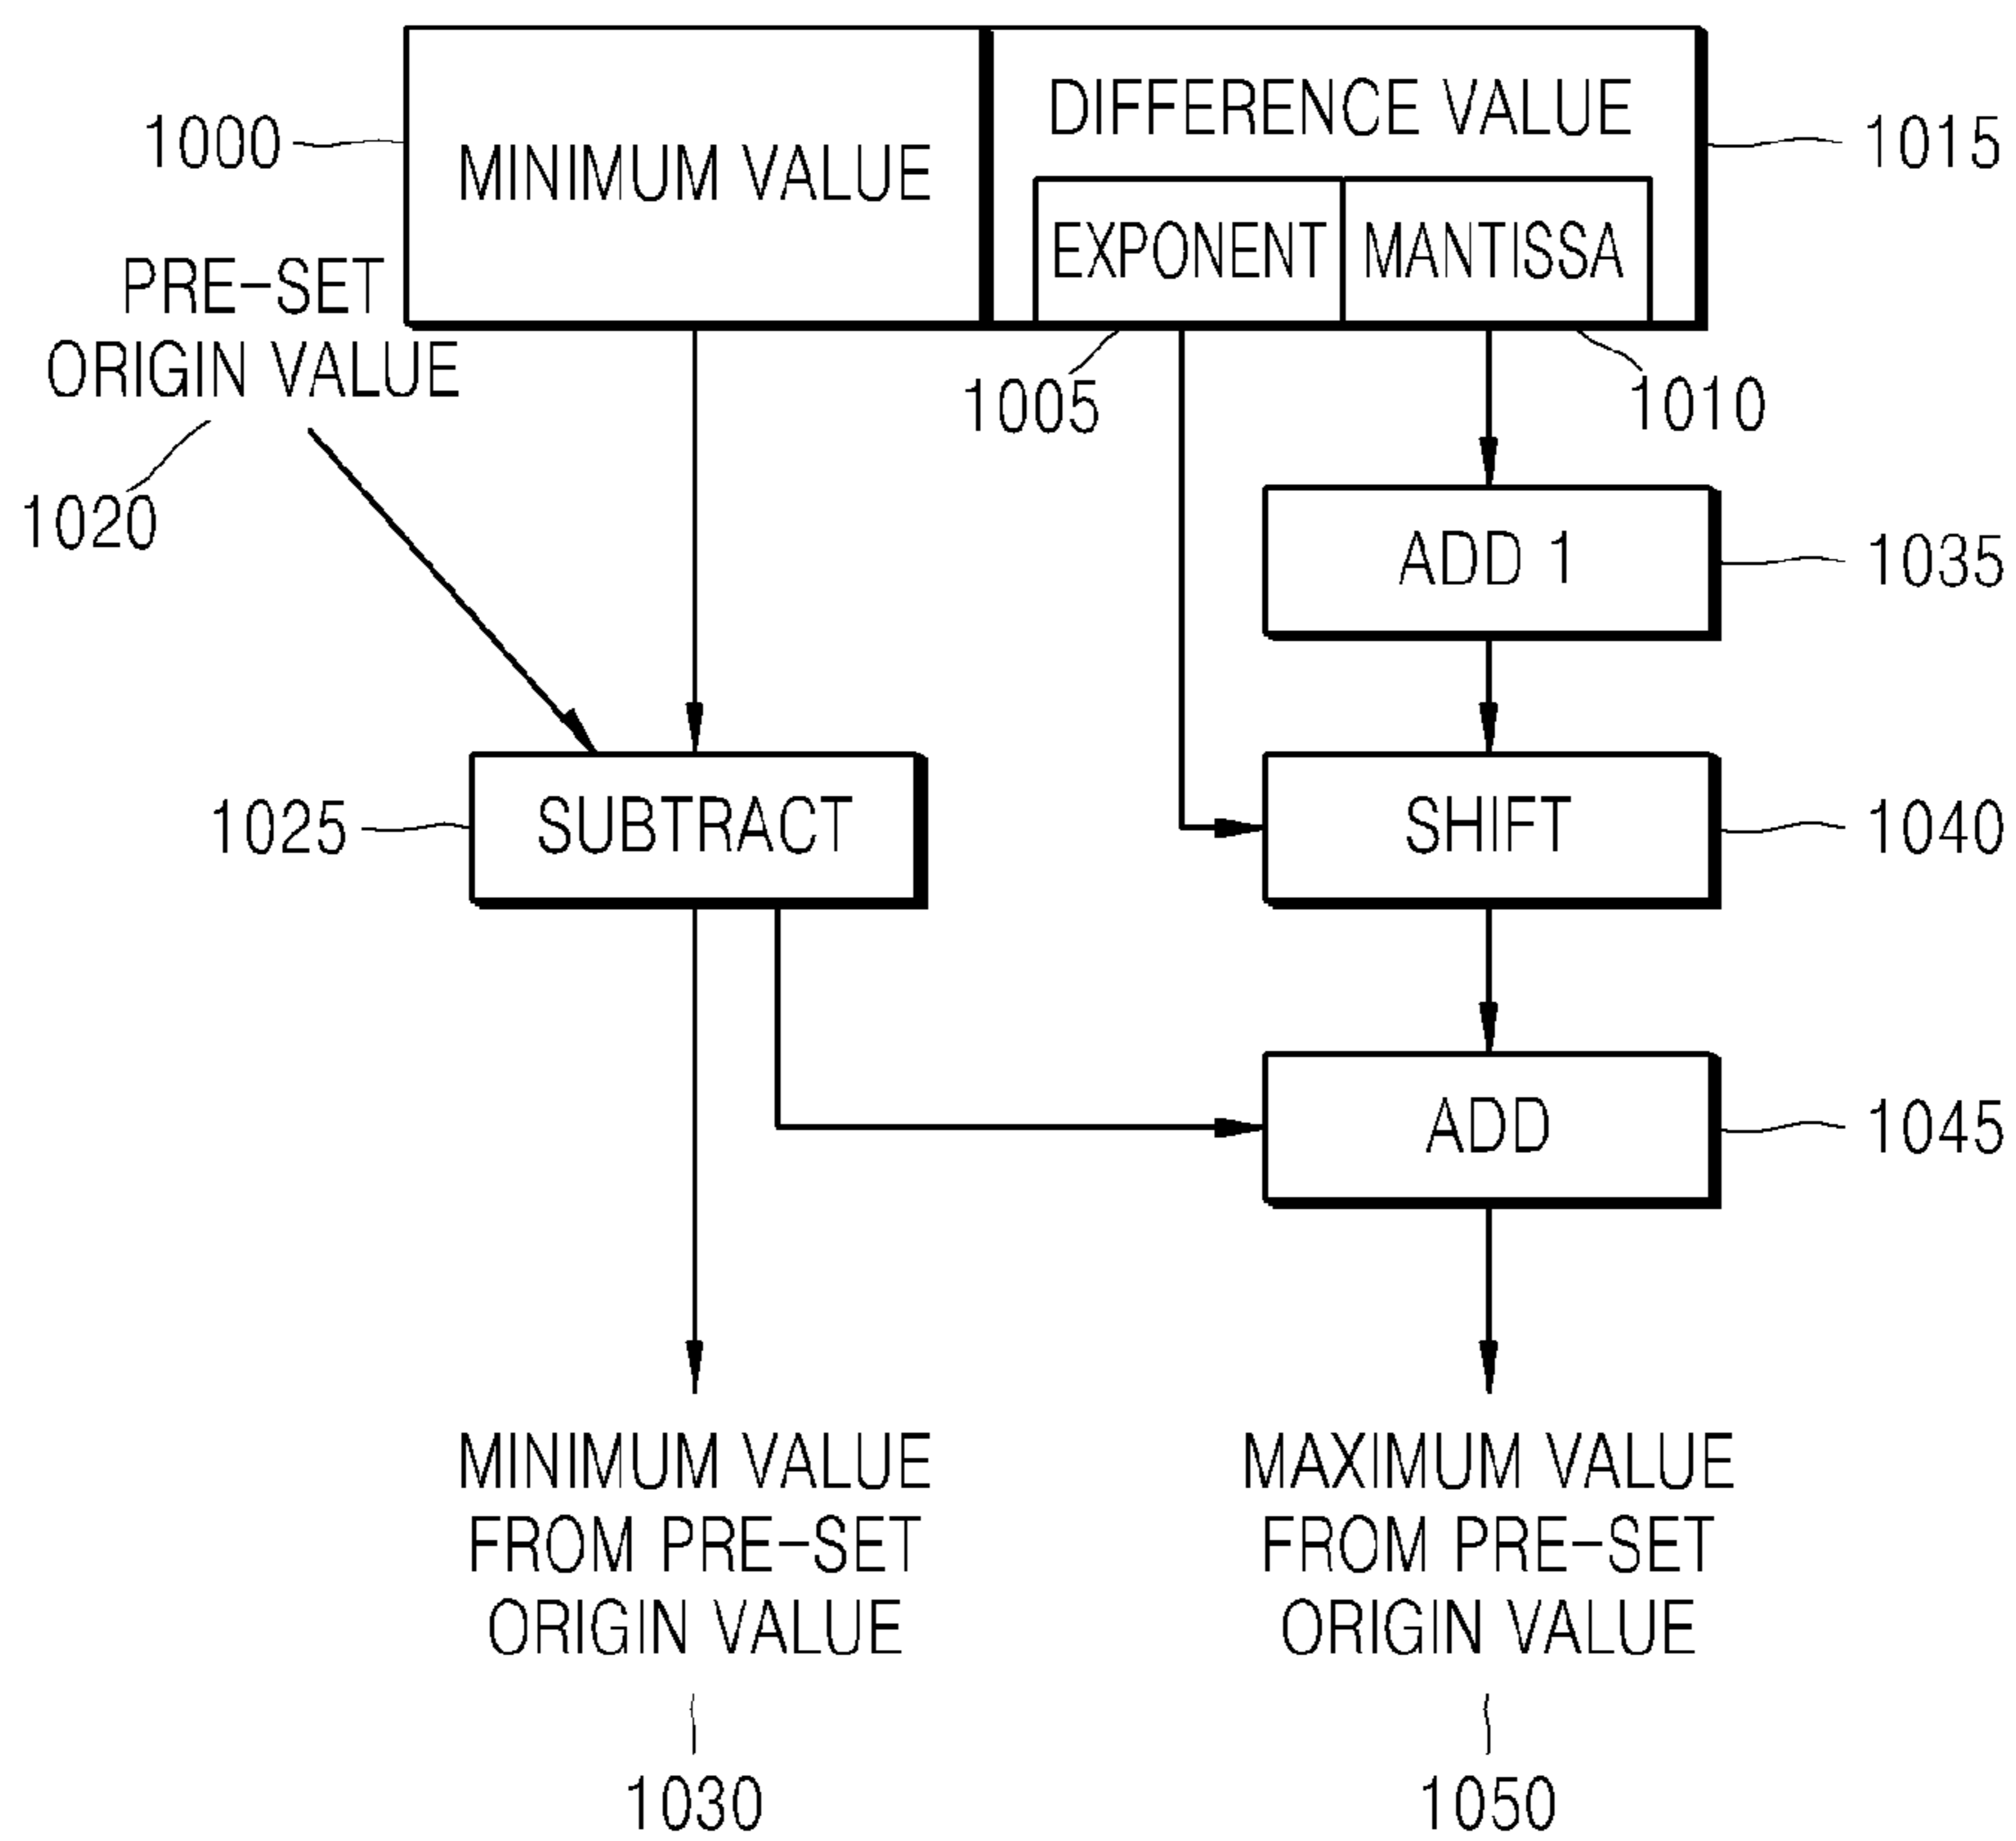 DIFFERENCE VALUE
1000
MINIMUM VALUE
1015
EXPONENT
MANTISSA
PRE-SET
ORIGIN VALUE
1005
1010
1020
ADD 1
1035
SUBTRACT
1025
SHIFT
1040
ADD
1045
MINIMUM VALUE
FROM PRE-SET
ORIGIN VALUE
MAXIMUM VALUE
FROM PRE-SET
ORIGIN VALUE
1030
1050